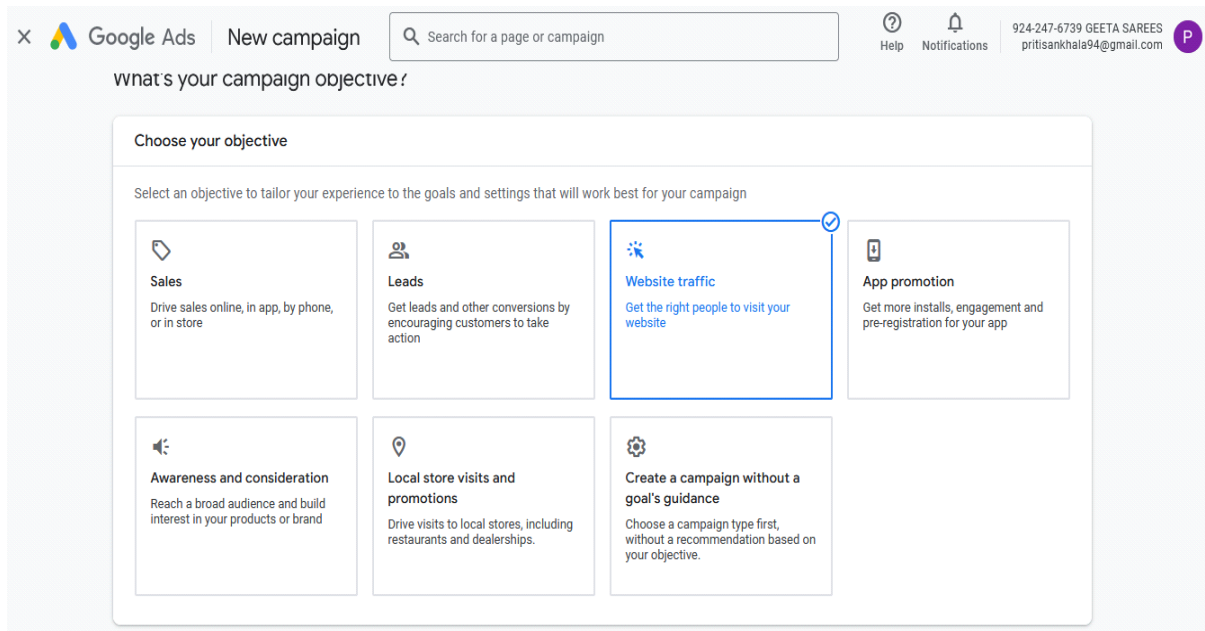 Google Ads
New campaign
Search for a page or campaign
Help
Notifications
924-247-6739 GEETA SAREES
pritisankhala94@gmail.com
P
What's your campaign objective?
Choose your objective
Select an objective to tailor your experience to the goals and settings that will work best for your campaign
Sales
Drive sales online, in app, by phone,
or in store
Leads
Get leads and other conversions by
encouraging customers to take
action
Website traffic
Get the right people to visit your
website
App promotion
Get more installs, engagement and
pre-registration for your app
Awareness and consideration
Reach a broad audience and build
interest in your products or brand
Local store visits and
promotions
Drive visits to local stores, including
restaurants and dealerships.
Create a campaign without a
goal's guidance
Choose a campaign type first,
without a recommendation based on
your objective.